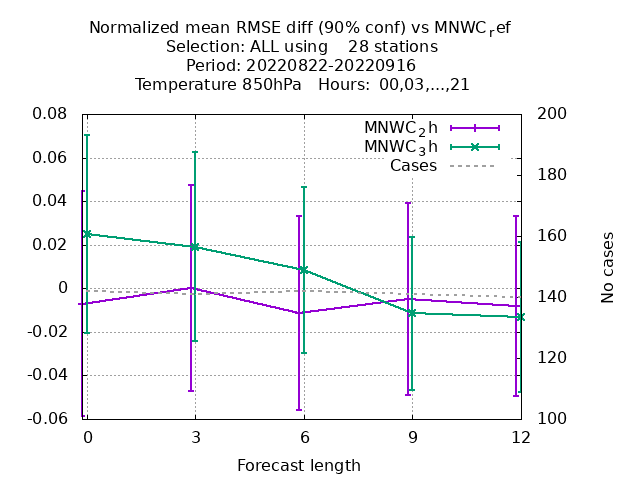 Normalized mean RMSE diff (90% conf) vs MNWC_ref
Selection: ALL using 28 stations
Period: 20220822-20220916
Temperature 850hPa Hours: 00,03,...,21
0.08
0.06
0.04
0.02
0
-0.02
-0.04
-0.06
200
180
160
140
120
100
MNWC_2h
MNWC_3h
Cases
No cases
0 3 6 9 12
Forecast length